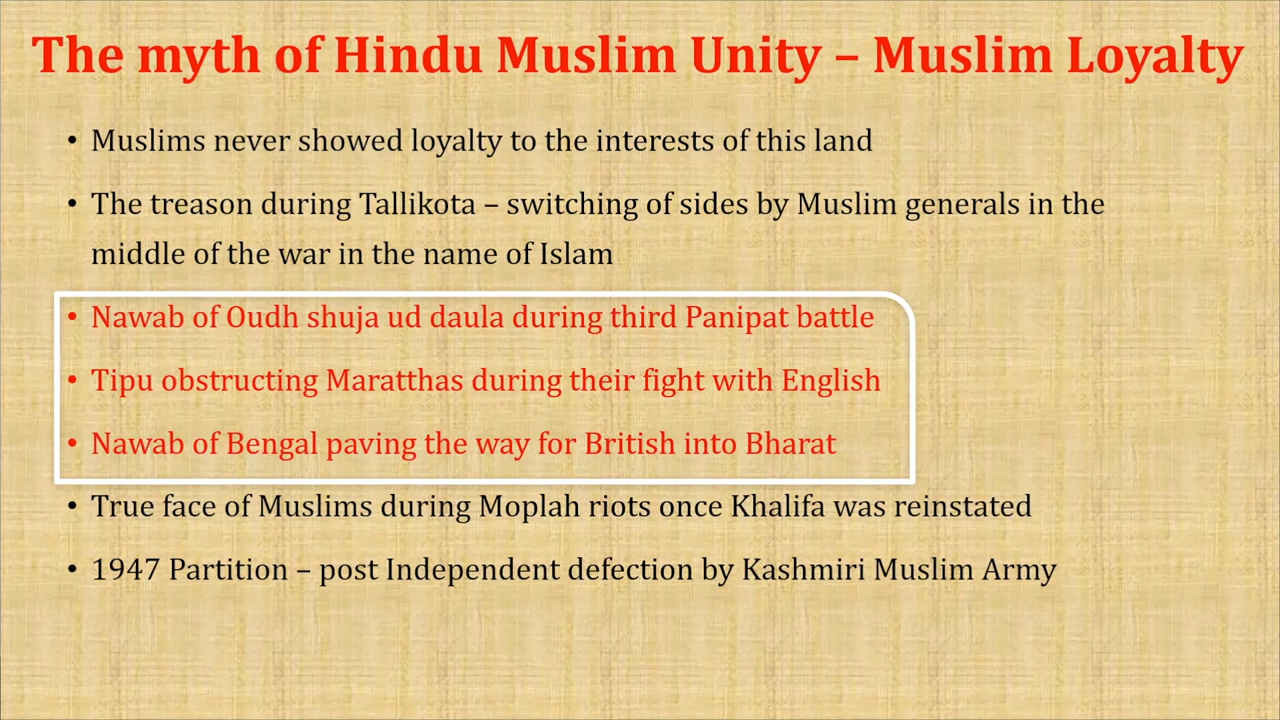 The myth of Hindu Muslim Unity – Muslim Loyalty
• Muslims never showed loyalty to the interests of this land
• The treason during Tallikota – switching of sides by Muslim generals in the
middle of the war in the name of Islam
• Nawab of Oudh shuja ud daula during third Panipat battle
• Tipu obstructing Maratthas during their fight with English
• Nawab of Bengal paving the way for British into Bharat
• True face of Muslims during Moplah riots once Khalifa was reinstated
• 1947 Partition – post Independent defection by Kashmiri Muslim Army